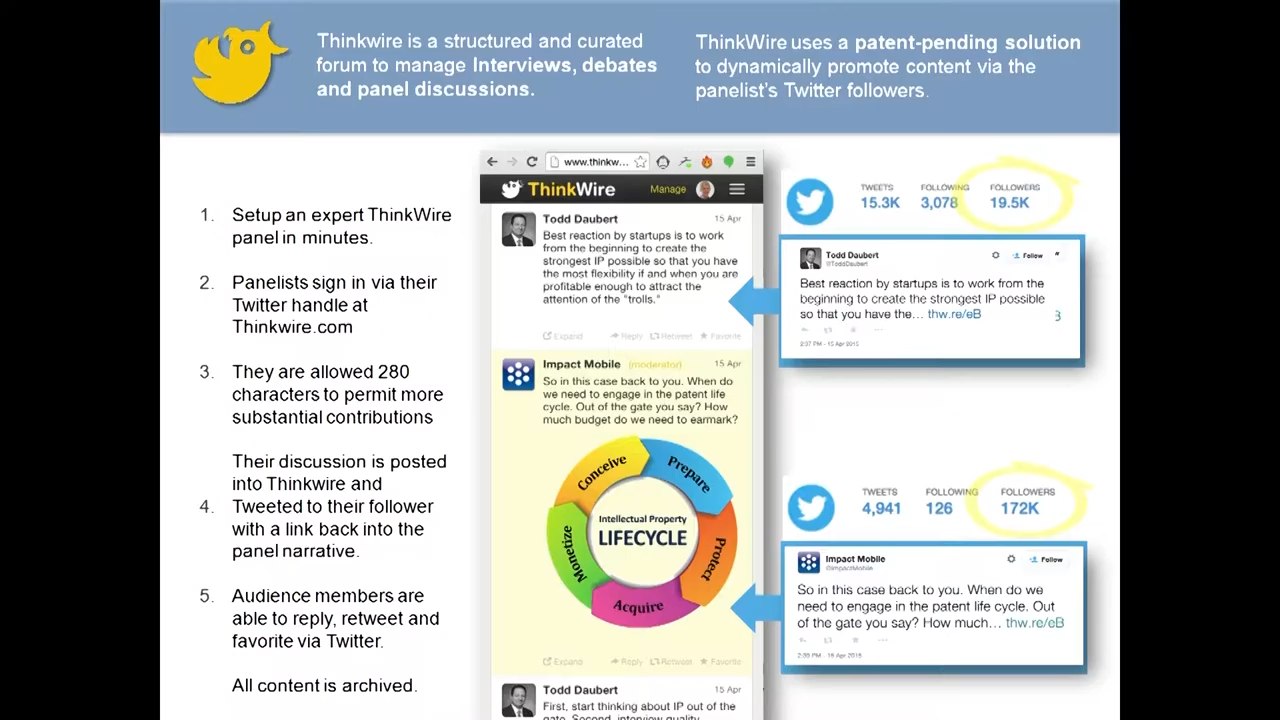 Thinkwire is a structured and curated
forum to manage Interviews, debates
and panel discussions.
ThinkWire uses a patent-pending solution
to dynamically promote content via the
panelist's Twitter followers.
1. Setup an expert ThinkWire
panel in minutes.
2. Panelists sign in via their
Twitter handle at
Thinkwire.com
3. They are allowed 280
characters to permit more
substantial contributions
Their discussion is posted
into Thinkwire and
4. Tweeted to their follower
with a link back into the
panel narrative.
5. Audience members are
able to reply, retweet and
favorite via Twitter.
All content is archived.
www.thinkw...
ThinkWire
Manage
Todd Daubert 15 Apr
Best reaction by startups is to work
from the beginning to create the
strongest IP possible so that you have
the most flexibility if and when you are
profitable enough to attract the
attention of the "trolls."
Expand Reply Retweet Favorite
Impact Mobile (moderator) 15 Apr
So in this case back to you. When do
we need to engage in the patent life
cycle. Out of the gate you say? How
much budget do we need to earmark?
Conceive
Prepare
Protect
Acquire
Monetize
Intellectual Property
LIFECYCLE
Expand Reply Retweet Favorite
Todd Daubert 15 Apr
First, start thinking about IP out of the
gate. Second, interview quality
TWEETS FOLLOWING FOLLOWERS
15.3K 3,078 19.5K
Todd Daubert
@ToddDaubert
Follow
Best reaction by startups is to work from the
beginning to create the strongest IP possible
so that you have the... thw.re/eB
2:37 PM - 15 Apr 2015
TWEETS FOLLOWING FOLLOWERS
4,941 126 172K
Impact Mobile
@ImpactMobile
Follow
So in this case back to you. When do we
need to engage in the patent life cycle. Out
of the gate you say? How much... thw.re/eB